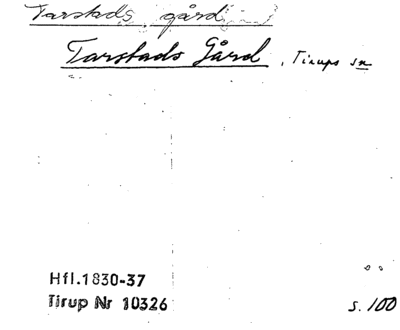 Tarstads gård
Tarstads Gård, Tirups sn
Hfl.1830-37
Tirup Nr 10326
s. 100